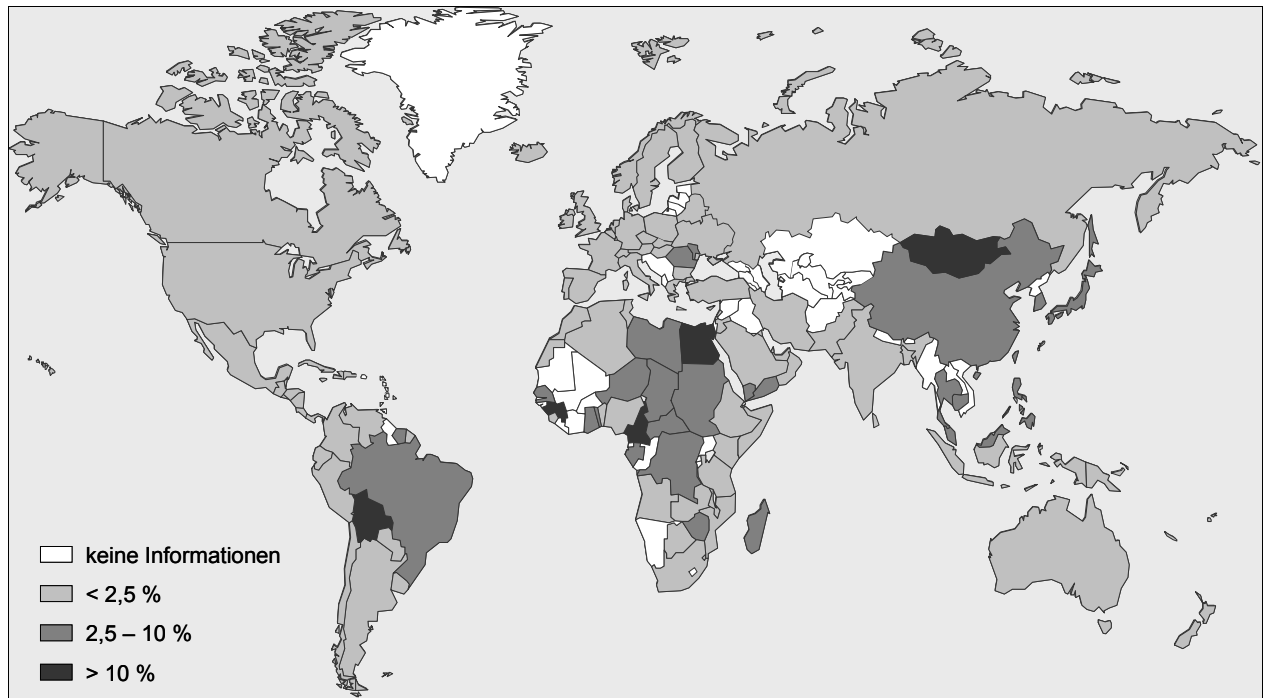 keine Informationen
< 2,5 %
2,5 – 10 %
> 10 %